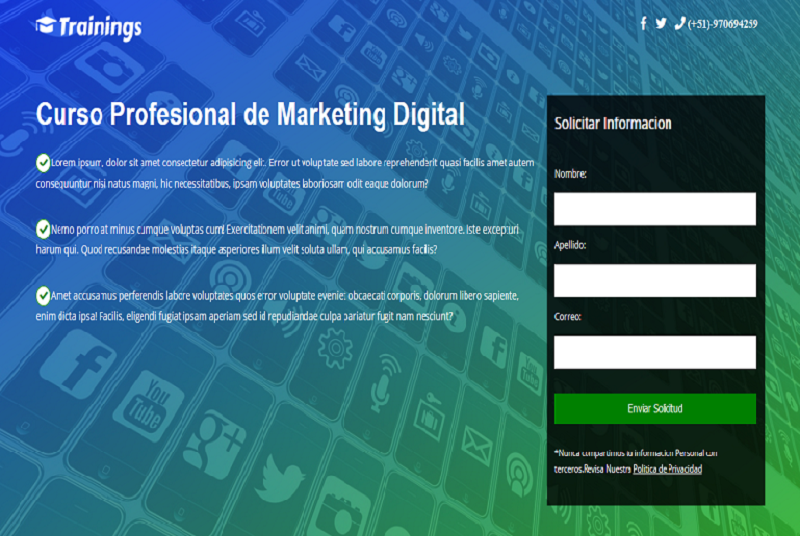 Trainings
(+51)-970694259
Curso Profesional de Marketing Digital
Lorem ipsum, dolor sit amet consectetur adipisicing elit. Error ut voluptate sed labore reprehenderit quasi facilis amet autem
consequuntur nisi natus magni, hic necessitatibus, ipsam voluptates laboriosam odit eaque dolorum?
Nemo porro at minus cumque voluptas cum! Exercitationem velit animi, quam nostrum cumque inventore. Iste excepturi
harum qui. Quod recusandae molestias itaque asperiores illum velit soluta ullam, qui accusamus facilis?
Amet accusamus perferendis labore voluptates quos error voluptate eveniet obcaecati corporis, dolorum libero sapiente,
enim dicta ipsa! Facilis, eligendi fugiat ipsam aperiam sed id repudiandae culpa pariatur fugit nam nesciunt?
Solicitar Informacion
Nombre:
Apellido:
Correo:
Enviar Solicitud
*Nunca compartimos tu informacion Personal con
terceros.Revisa Nuestra Politica de Privacidad
You
Tube